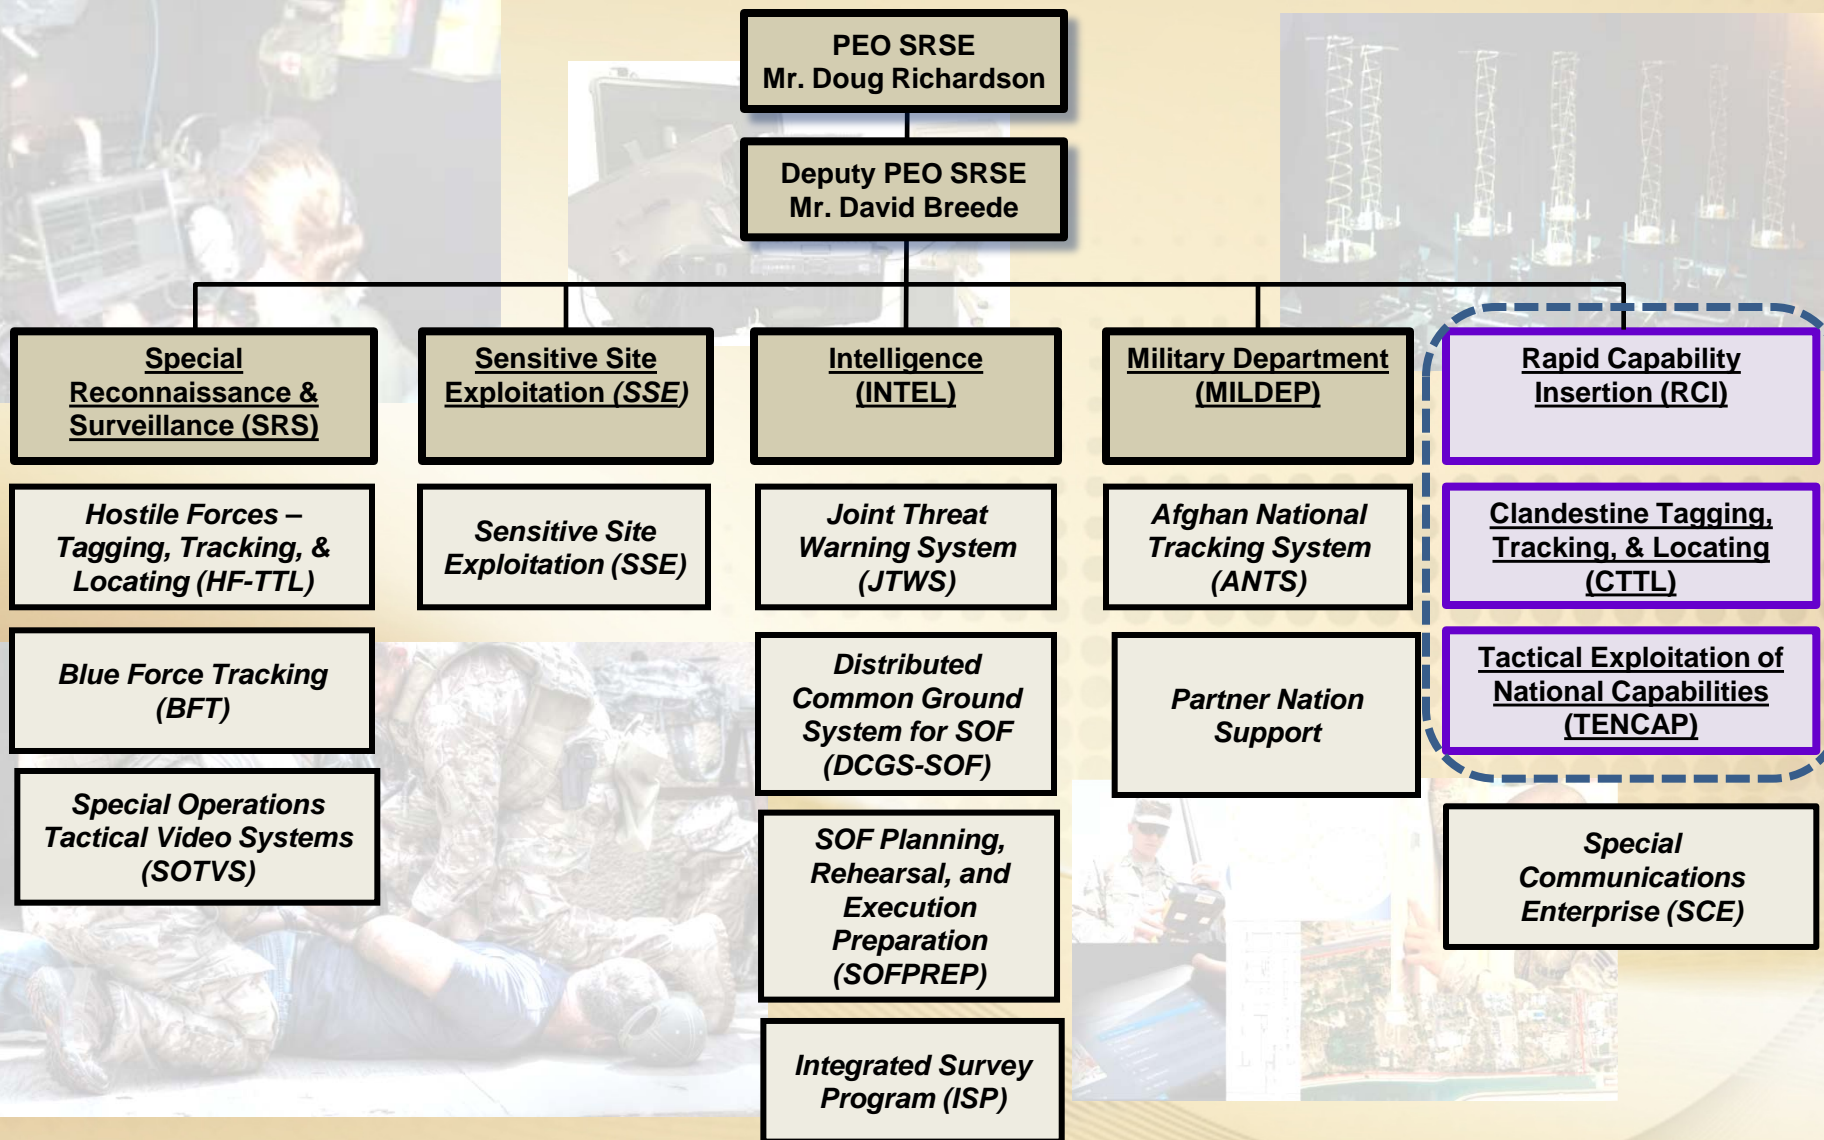 PEO SRSE
Mr. Doug Richardson
Deputy PEO SRSE
Mr. David Breede
Special
Reconnaissance &
Surveillance (SRS)
Hostile Forces –
Tagging, Tracking, &
Locating (HF-TTL)
Blue Force Tracking
(BFT)
Special Operations
Tactical Video Systems
(SOTVS)
Sensitive Site
Exploitation (SSE)
Sensitive Site
Exploitation (SSE)
Intelligence
(INTEL)
Joint Threat
Warning System
(JTWS)
Distributed
Common Ground
System for SOF
(DCGS-SOF)
SOF Planning,
Rehearsal, and
Execution
Preparation
(SOFPREP)
Integrated Survey
Program (ISP)
Military Department
(MILDEP)
Afghan National
Tracking System
(ANTS)
Partner Nation
Support
Rapid Capability
Insertion (RCI)
Clandestine Tagging,
Tracking, & Locating
(CTTL)
Tactical Exploitation of
National Capabilities
(TENCAP)
Special
Communications
Enterprise (SCE)